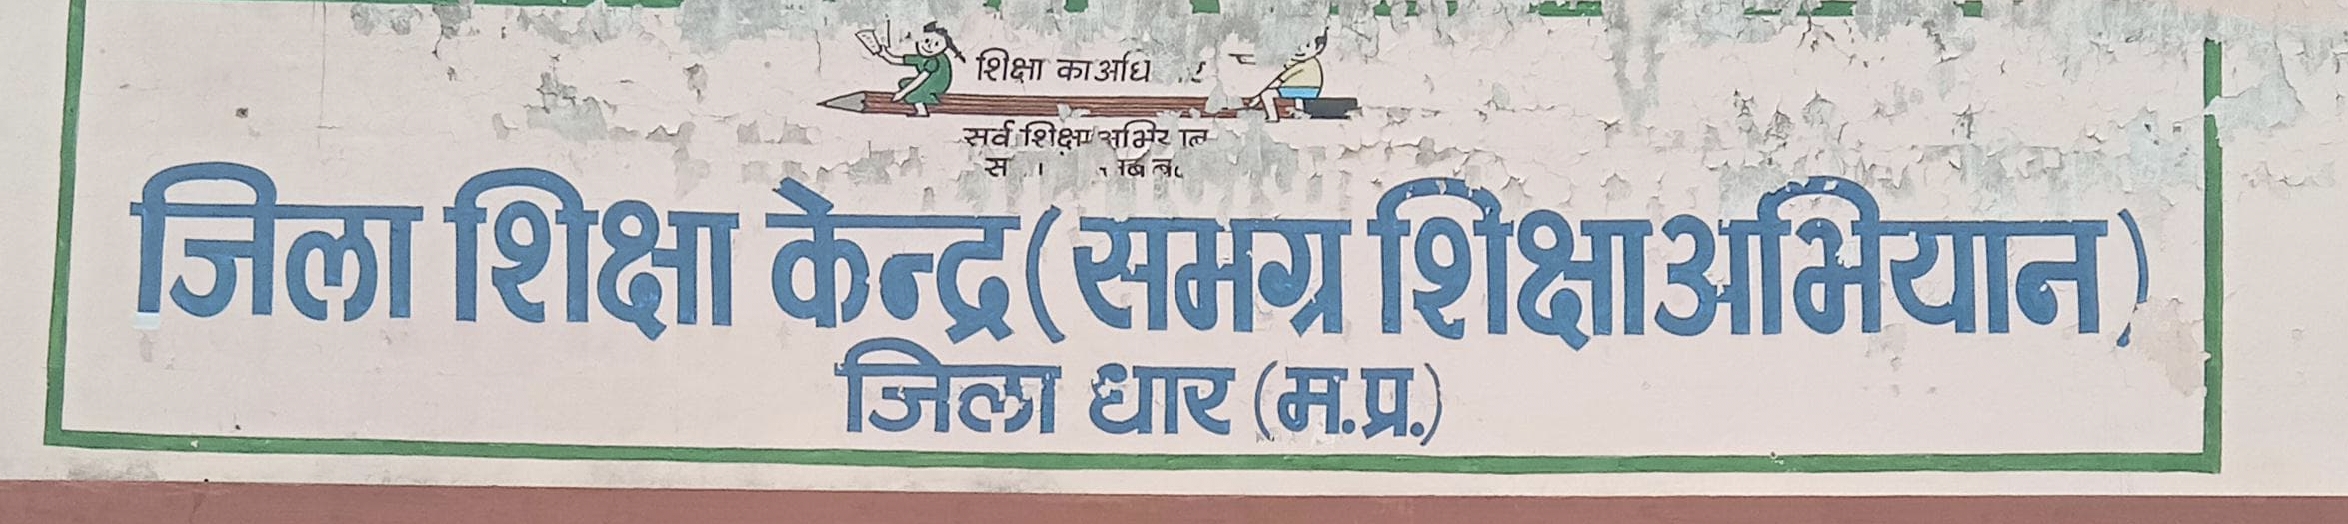 शिक्षा का
सर्व शिक्षा
जिला शिक्षा केन्द्र (समग्र शिक्षा अभियान)
जिला धार (म.प्र.)